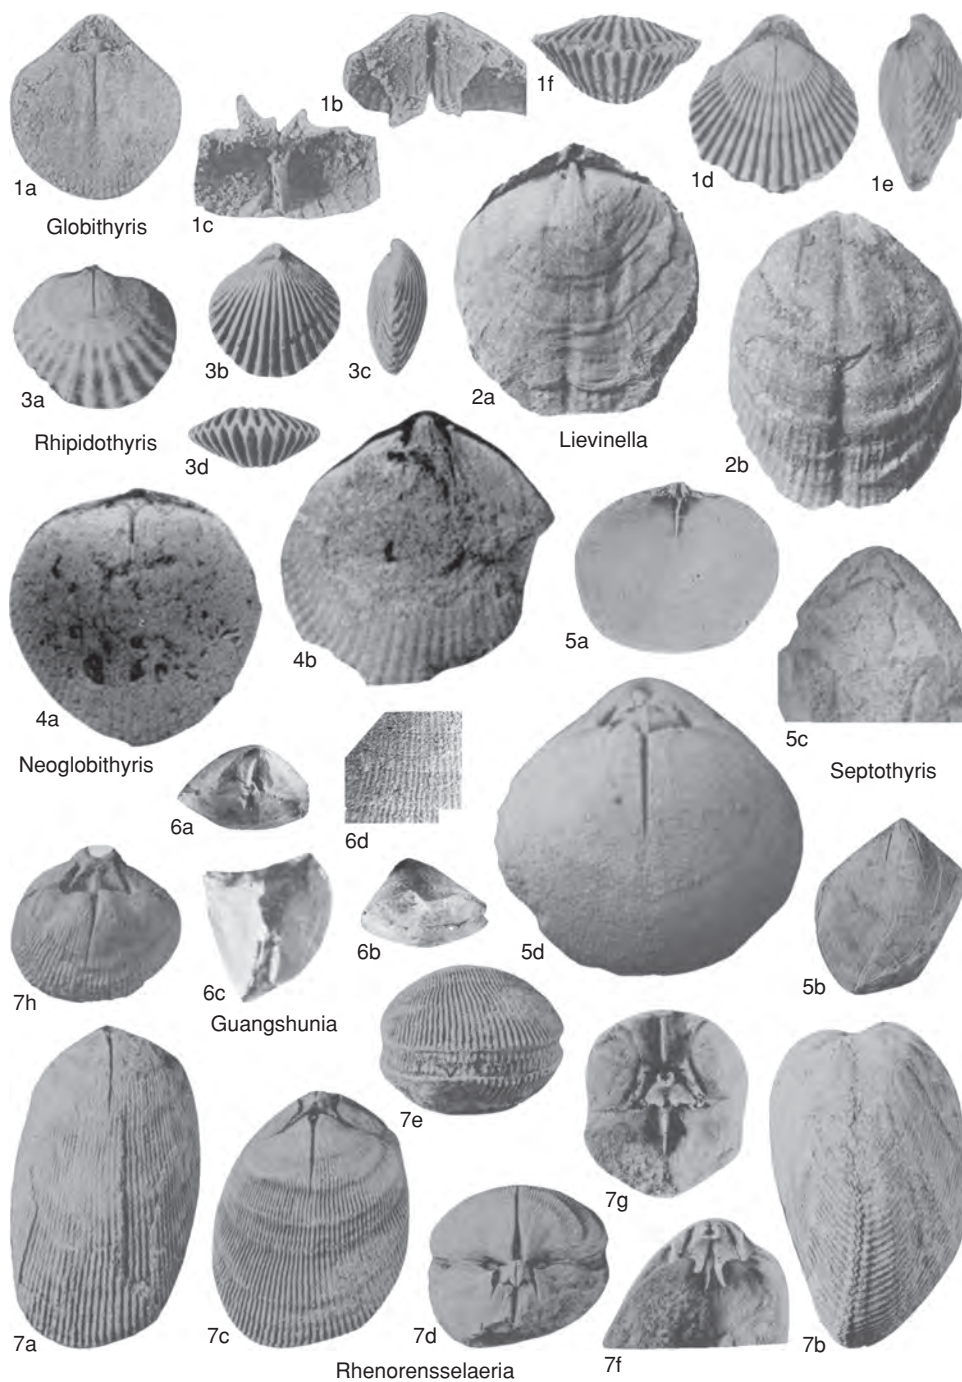 1b
1f
1a
1c
1d
1e
Globithyris
3a
3b
3c
2a
Rhipidothyris
3d
Lievinella
2b
4a
4b
5a
5c
Neoglobithyris
Septothyris
6a
6d
7h
6c
6b
5d
5b
Guangshunia
7e
7g
7a
7c
7d
7f
7b
Rhenorensselaeria